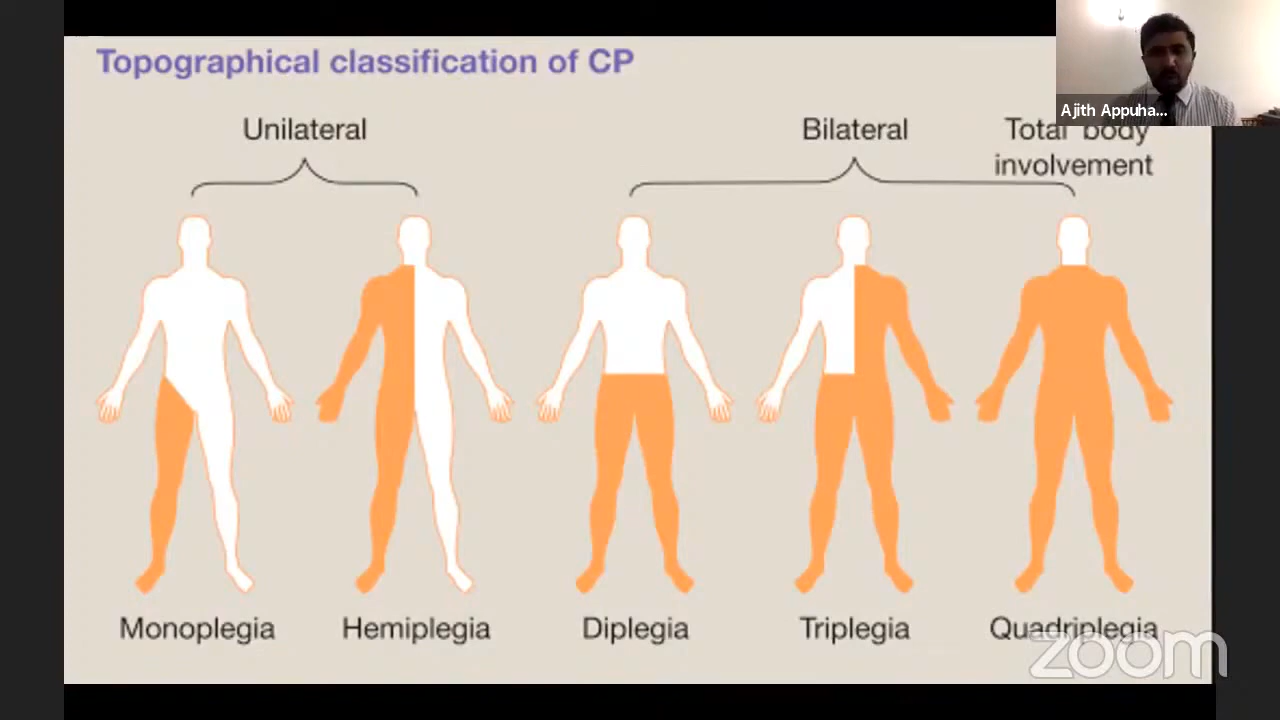 Topographical classification of CP
Ajith Appuha...
Unilateral
Bilateral
Total body
involvement
Monoplegia
Hemiplegia
Diplegia
Triplegia
Quadriplegia
zoom